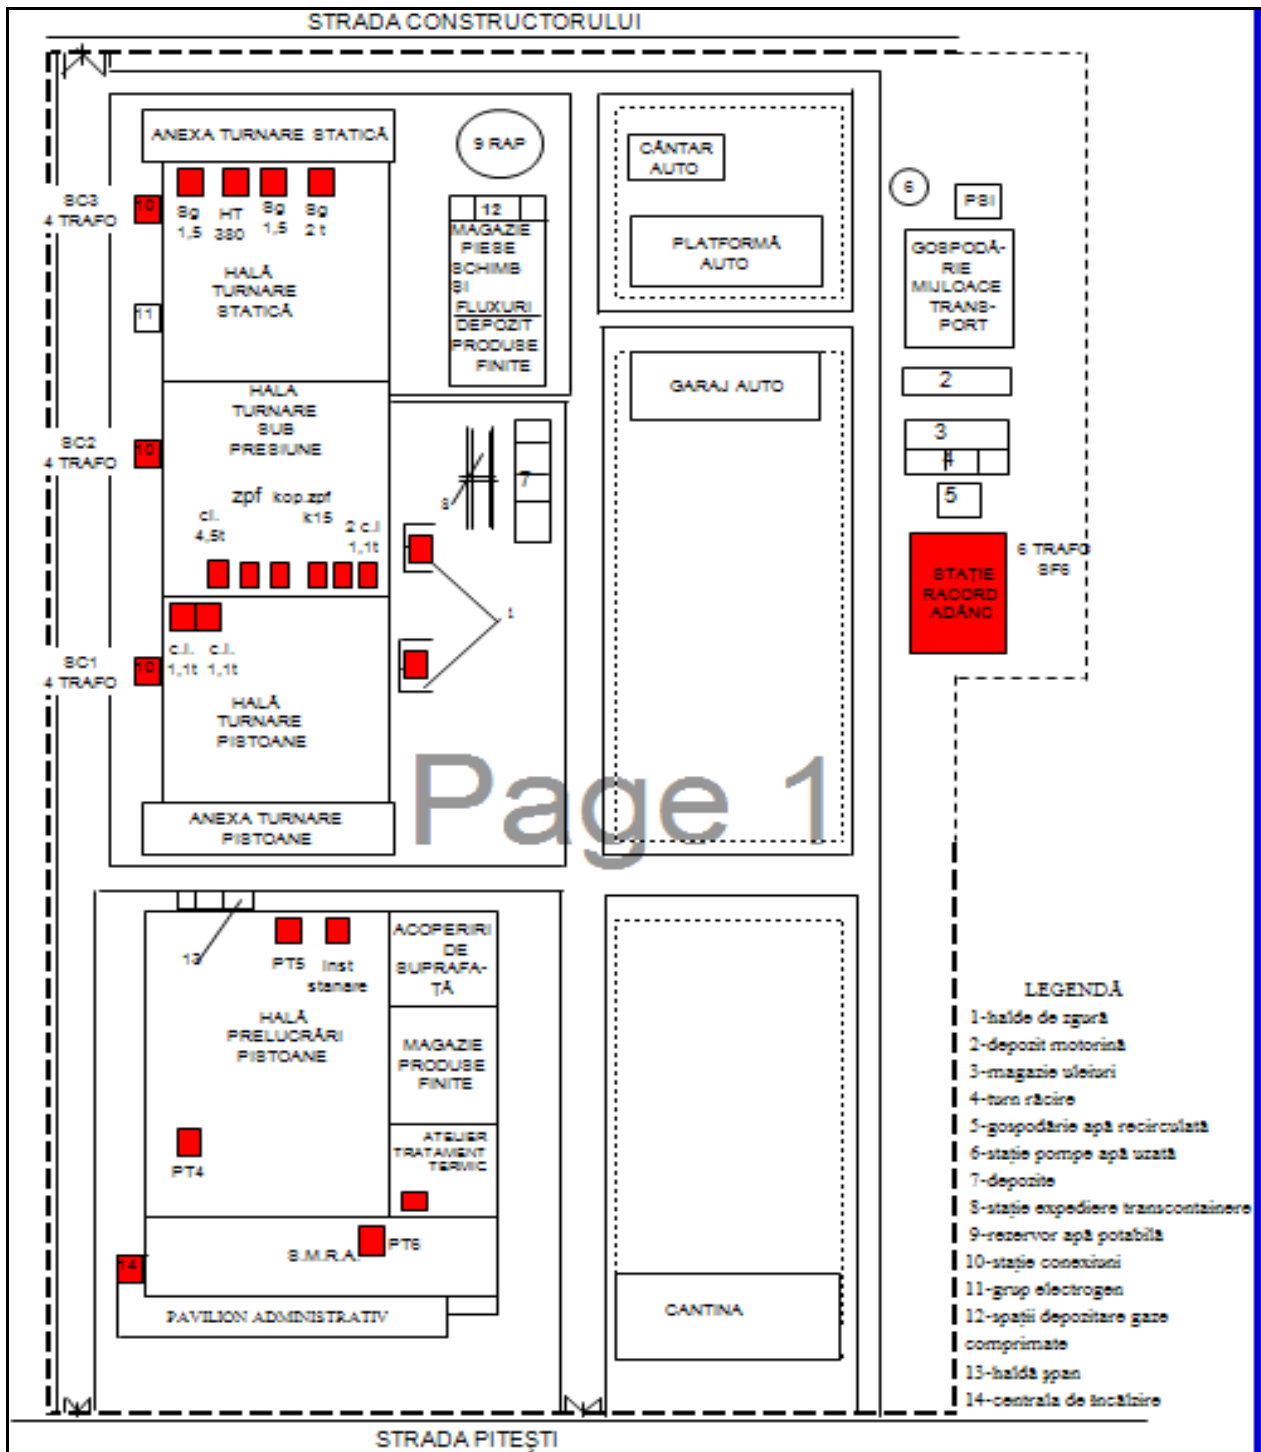 STRADA CONSTRUCTORULUI
ANEXA TURNARE STATICĂ
9 RAP
CÂNTAR
AUTO
SC3
4 TRAFO
10
Sg
1,5
HT
380
Sg
1,5
Sg
2 t
12
6
PSI
MAGAZIE
PIESE
SCHIMB
ȘI
FLUXURI
DEPOZIT
PRODUSE
FINITE
PLATFORMĂ
AUTO
GOSPODĂ-
RIE
MIJLOACE
TRANS-
PORT
HALĂ
TURNARE
STATICĂ
11
GARAJ AUTO
2
HALA
TURNARE
SUB
PRESIUNE
SC2
4 TRAFO
10
3
4
5
7
8
zpf
kop.zpf
k15
cl.
4,5t
2 c.l
1,1t
6 TRAFO
SF6
STAȚIE
RACORD
ADÂNC
1
SC1
4 TRAFO
10
c.l.
1,1t
c.l.
1,1t
HALĂ
TURNARE
PISTOANE
Page 1
ANEXA TURNARE
PISTOANE
13
PT5
Inst
stanare
ACOPERIRI
DE
SUPRAFA-
ȚĂ
HALĂ
PRELUCRĂRI
PISTOANE
MAGAZIE
PRODUSE
FINITE
PT4
ATELIER
TRATAMENT
TERMIC
S.M.R.A.
PT6
14
PAVILION ADMINISTRATIV
CANTINA
LEGENDĂ
1-halde de zgură
2-depozit motorină
3-magazie uleiuri
4-turn răcire
5-gospodărie apă recirculată
6-stație pompe apă uzată
7-depozite
8-stație expediere transcontainere
9-rezervor apă potabilă
10-stație conexiuni
11-grup electrogen
12-spații depozitare gaze
comprimate
13-haldă șpan
14-centrala de încălzire
STRADA PITEȘTI